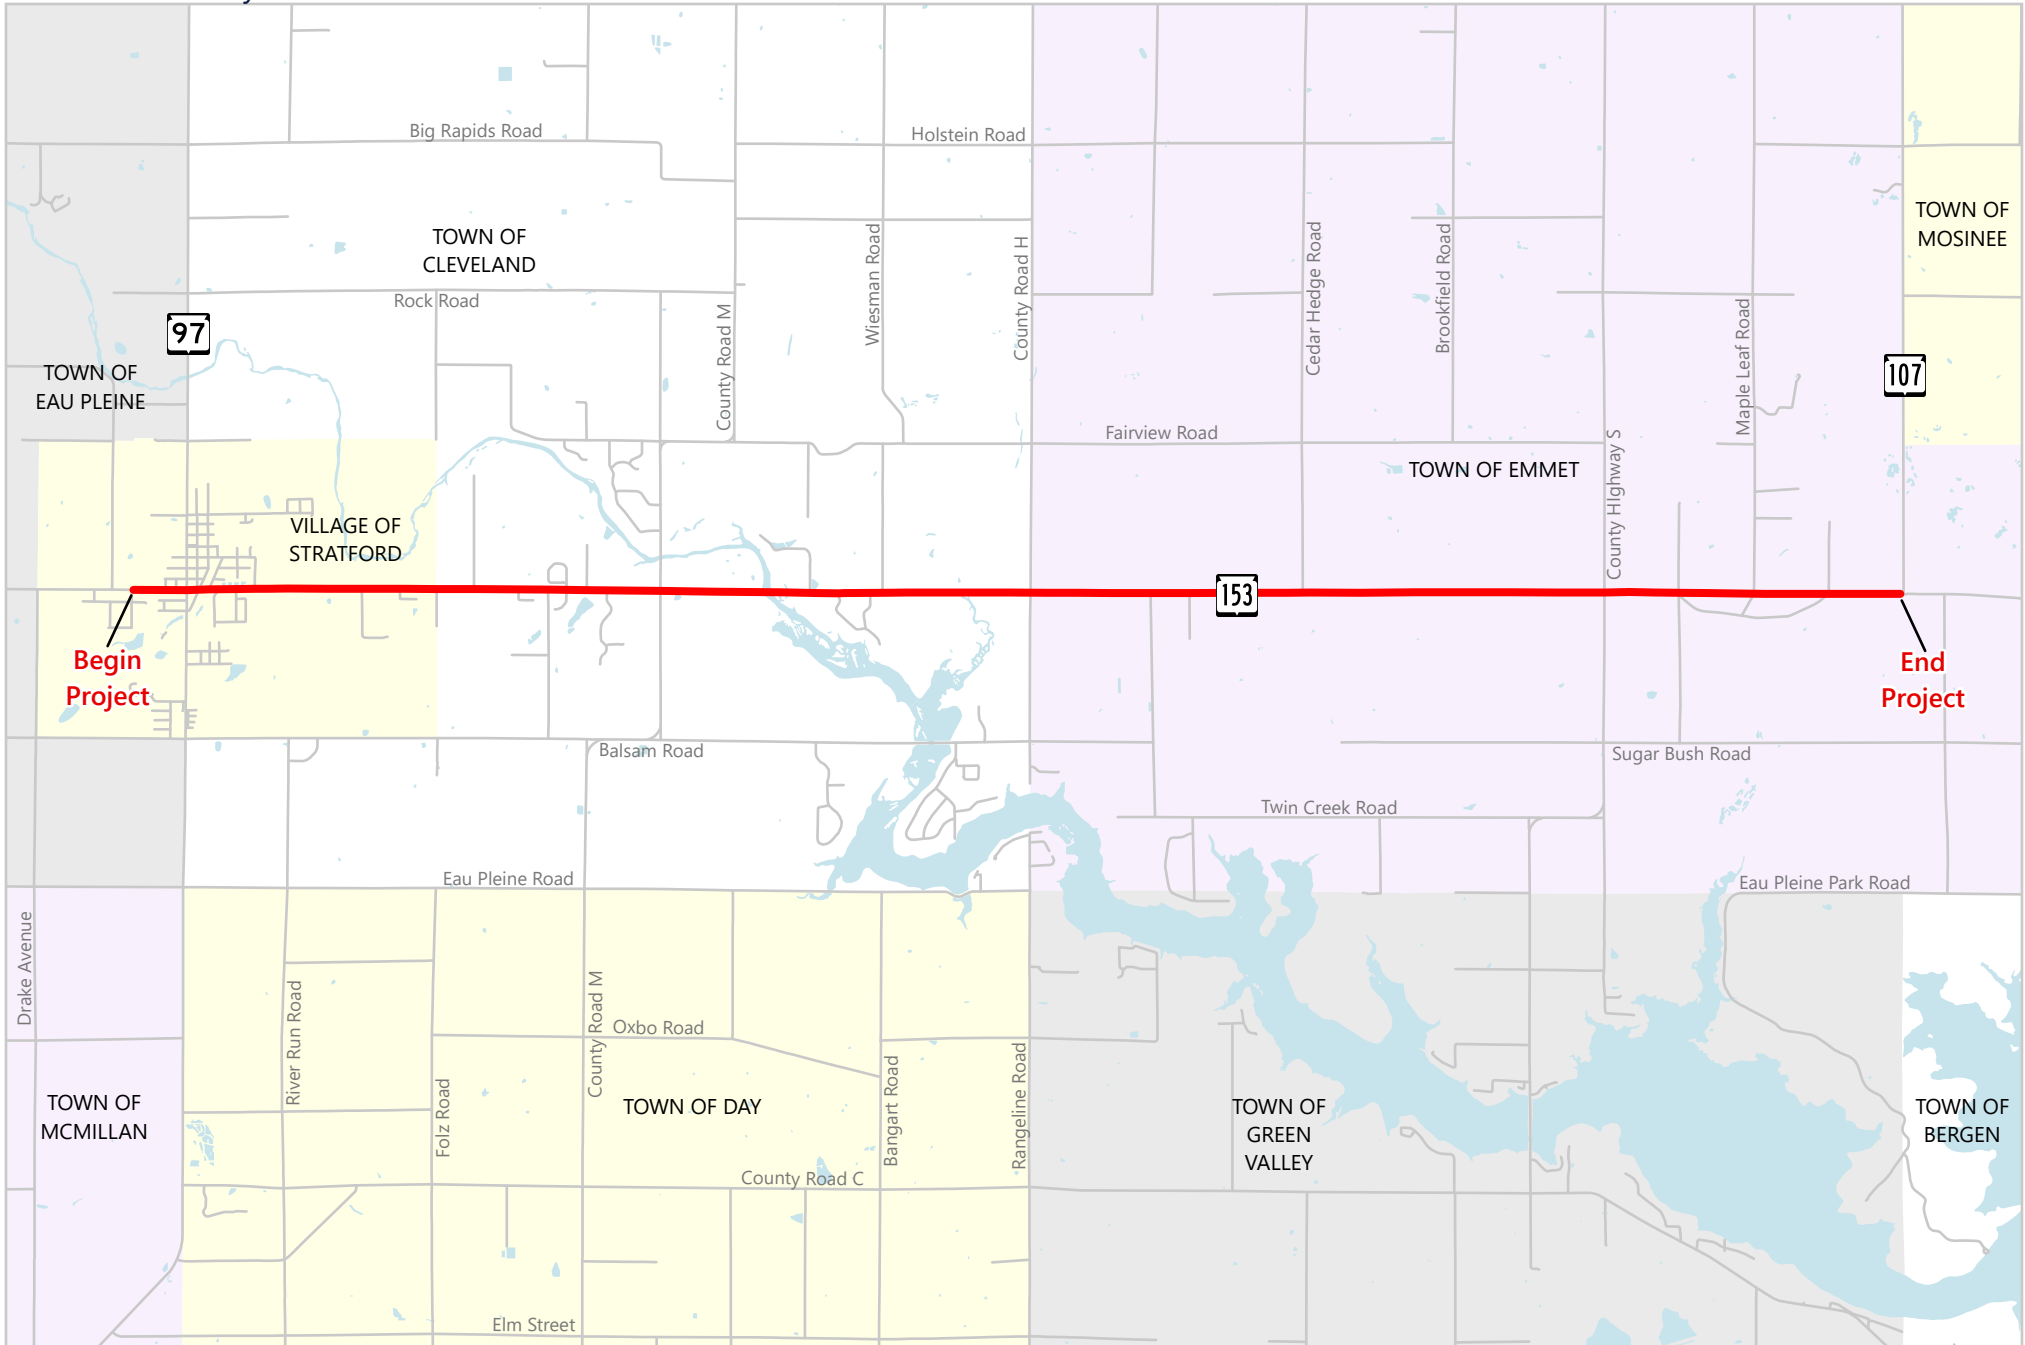 Big Rapids Road
Holstein Road
TOWN OF
MOSINEE
TOWN OF
CLEVELAND
Rock Road
97
County Road M
Wiesman Road
County Road H
Cedar Hedge Road
Brookfield Road
Maple Leaf Road
107
TOWN OF
EAU PLEINE
Fairview Road
TOWN OF EMMET
County HIghway S
VILLAGE OF
STRATFORD
153
Begin
Project
End
Project
Balsam Road
Sugar Bush Road
Twin Creek Road
Eau Pleine Road
Eau Pleine Park Road
Drake Avenue
River Run Road
County Road M
Oxbo Road
Folz Road
Bangart Road
Rangeline Road
TOWN OF
MCMILLAN
TOWN OF DAY
TOWN OF
GREEN
VALLEY
TOWN OF
BERGEN
County Road C
Elm Street